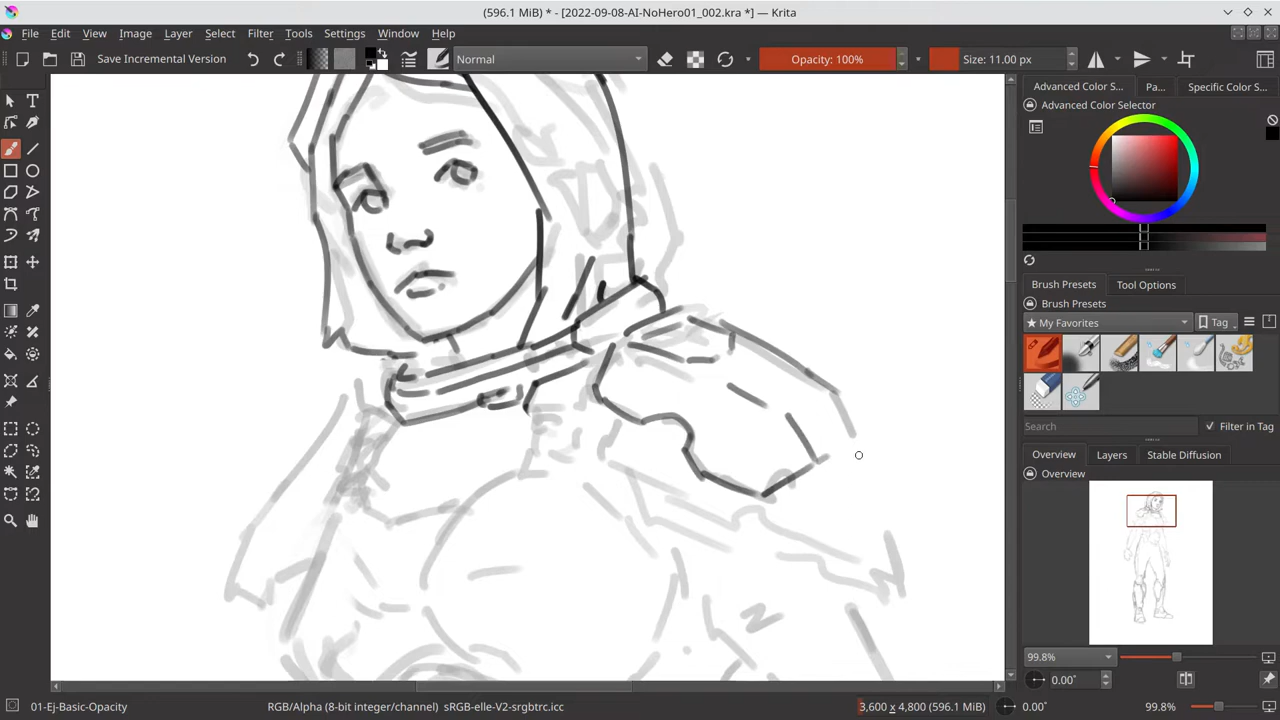 (596.1 MiB) * - [2022-09-08-AI-NoHero01_002.kra *] — Krita
File Edit View Image Layer Select Filter Tools Settings Window Help
Save Incremental Version
Normal
Opacity: 100%
Size: 11.00 px
Advanced Color S... Pa... Specific Color S...
Advanced Color Selector
Brush Presets Tool Options
Brush Presets
My Favorites
Tag
Search
Filter in Tag
Overview Layers Stable Diffusion
Overview
99.8%
0.00°
01-Ej-Basic-Opacity
RGB/Alpha (8-bit integer/channel) sRGB-elle-V2-srgbtrc.icc
3,600 x 4,800 (596.1 MiB)
0.00°
99.8%